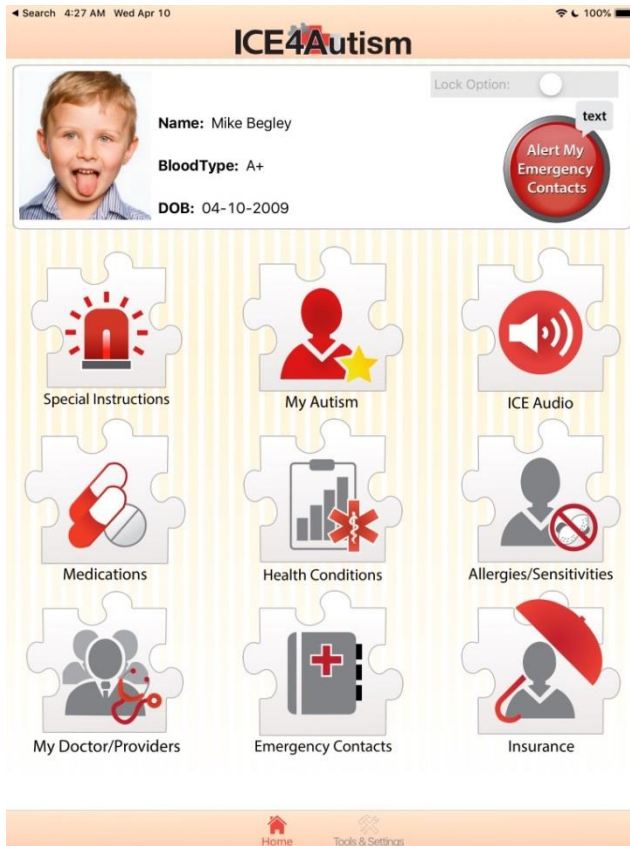 ◀ Search 4:27 AM Wed Apr 10 100%
ICE4Autism
Lock Option:
text
Name: Mike Begley
Alert My
Emergency
Contacts
BloodType: A+
DOB: 04-10-2009
Special Instructions My Autism ICE Audio
Medications Health Conditions Allergies/Sensitivities
My Doctor/Providers Emergency Contacts Insurance
Home Tools & Settings